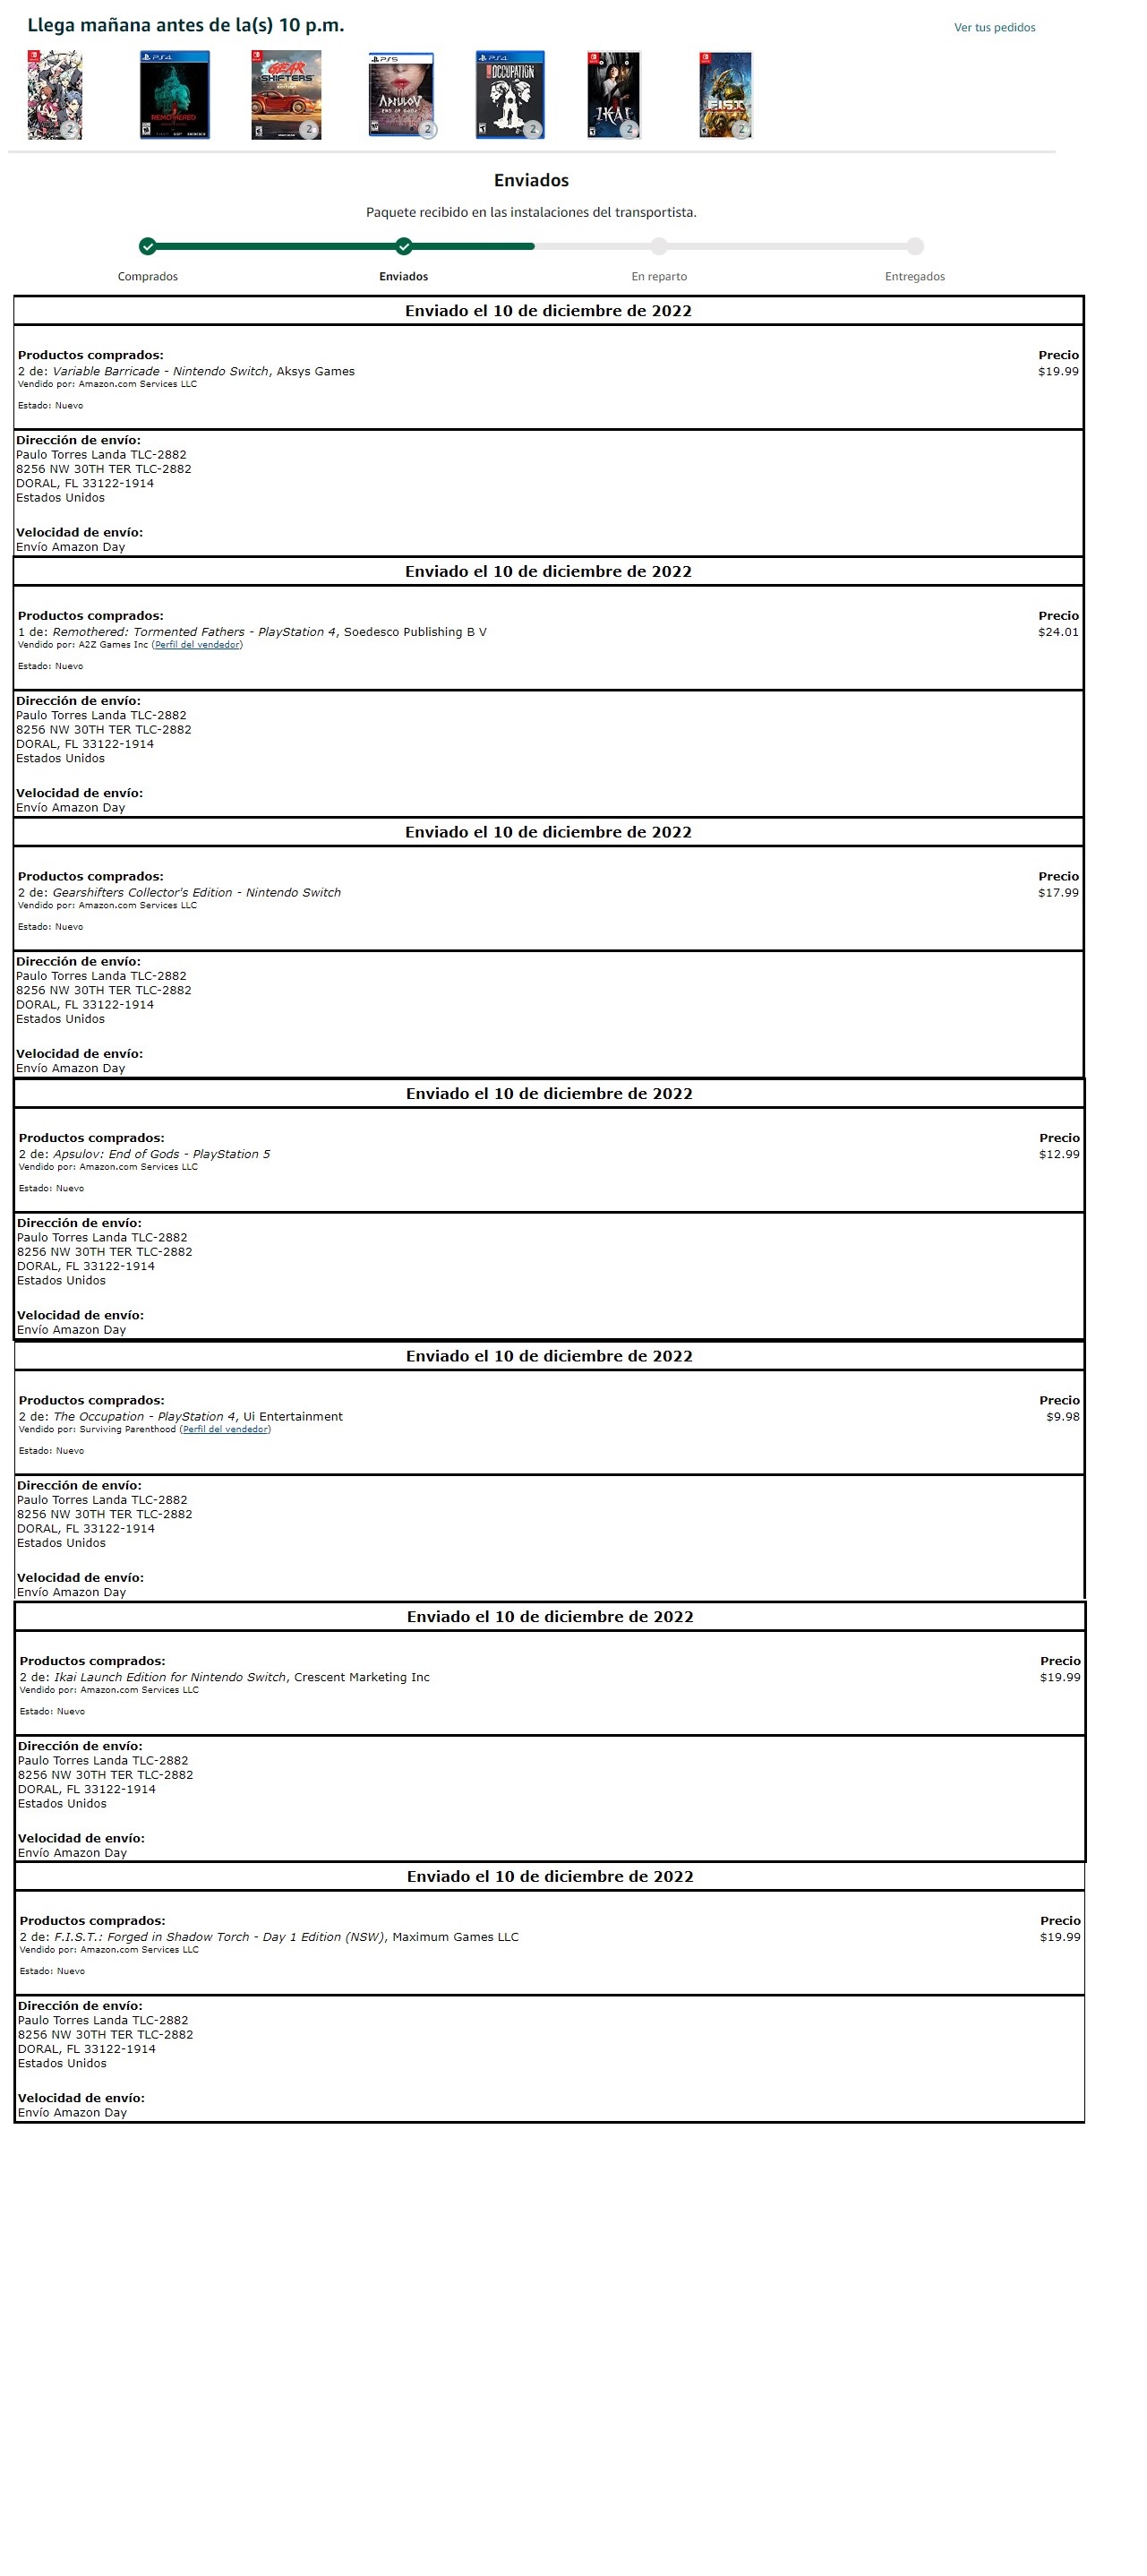 Llega mañana antes de la(s) 10 p.m.
Ver tus pedidos
2
PS4
REMOTHERED
GEAR
SHIFTERS
2
PS5
APSULOV
END OF GODS
2
PS4
OCCUPATION
2
IKAI
2
FIST
2
Enviados
Paquete recibido en las instalaciones del transportista.
Comprados Enviados En reparto Entregados
Enviado el 10 de diciembre de 2022
Productos comprados: Precio
2 de: Variable Barricade - Nintendo Switch, Aksys Games $19.99
Vendido por: Amazon.com Services LLC
Estado: Nuevo
Dirección de envío:
Paulo Torres Landa TLC-2882
8256 NW 30TH TER TLC-2882
DORAL, FL 33122-1914
Estados Unidos
Velocidad de envío:
Envío Amazon Day
Enviado el 10 de diciembre de 2022
Productos comprados: Precio
1 de: Remothered: Tormented Fathers - PlayStation 4, Soedesco Publishing B V $24.01
Vendido por: A2Z Games Inc (Perfil del vendedor)
Estado: Nuevo
Dirección de envío:
Paulo Torres Landa TLC-2882
8256 NW 30TH TER TLC-2882
DORAL, FL 33122-1914
Estados Unidos
Velocidad de envío:
Envío Amazon Day
Enviado el 10 de diciembre de 2022
Productos comprados: Precio
2 de: Gearshifters Collector's Edition - Nintendo Switch $17.99
Vendido por: Amazon.com Services LLC
Estado: Nuevo
Dirección de envío:
Paulo Torres Landa TLC-2882
8256 NW 30TH TER TLC-2882
DORAL, FL 33122-1914
Estados Unidos
Velocidad de envío:
Envío Amazon Day
Enviado el 10 de diciembre de 2022
Productos comprados: Precio
2 de: Apsulov: End of Gods - PlayStation 5 $12.99
Vendido por: Amazon.com Services LLC
Estado: Nuevo
Dirección de envío:
Paulo Torres Landa TLC-2882
8256 NW 30TH TER TLC-2882
DORAL, FL 33122-1914
Estados Unidos
Velocidad de envío:
Envío Amazon Day
Enviado el 10 de diciembre de 2022
Productos comprados: Precio
2 de: The Occupation - PlayStation 4, Ui Entertainment $9.98
Vendido por: Surviving Parenthood (Perfil del vendedor)
Estado: Nuevo
Dirección de envío:
Paulo Torres Landa TLC-2882
8256 NW 30TH TER TLC-2882
DORAL, FL 33122-1914
Estados Unidos
Velocidad de envío:
Envío Amazon Day
Enviado el 10 de diciembre de 2022
Productos comprados: Precio
2 de: Ikai Launch Edition for Nintendo Switch, Crescent Marketing Inc $19.99
Vendido por: Amazon.com Services LLC
Estado: Nuevo
Dirección de envío:
Paulo Torres Landa TLC-2882
8256 NW 30TH TER TLC-2882
DORAL, FL 33122-1914
Estados Unidos
Velocidad de envío:
Envío Amazon Day
Enviado el 10 de diciembre de 2022
Productos comprados: Precio
2 de: F.I.S.T.: Forged in Shadow Torch - Day 1 Edition (NSW), Maximum Games LLC $19.99
Vendido por: Amazon.com Services LLC
Estado: Nuevo
Dirección de envío:
Paulo Torres Landa TLC-2882
8256 NW 30TH TER TLC-2882
DORAL, FL 33122-1914
Estados Unidos
Velocidad de envío:
Envío Amazon Day